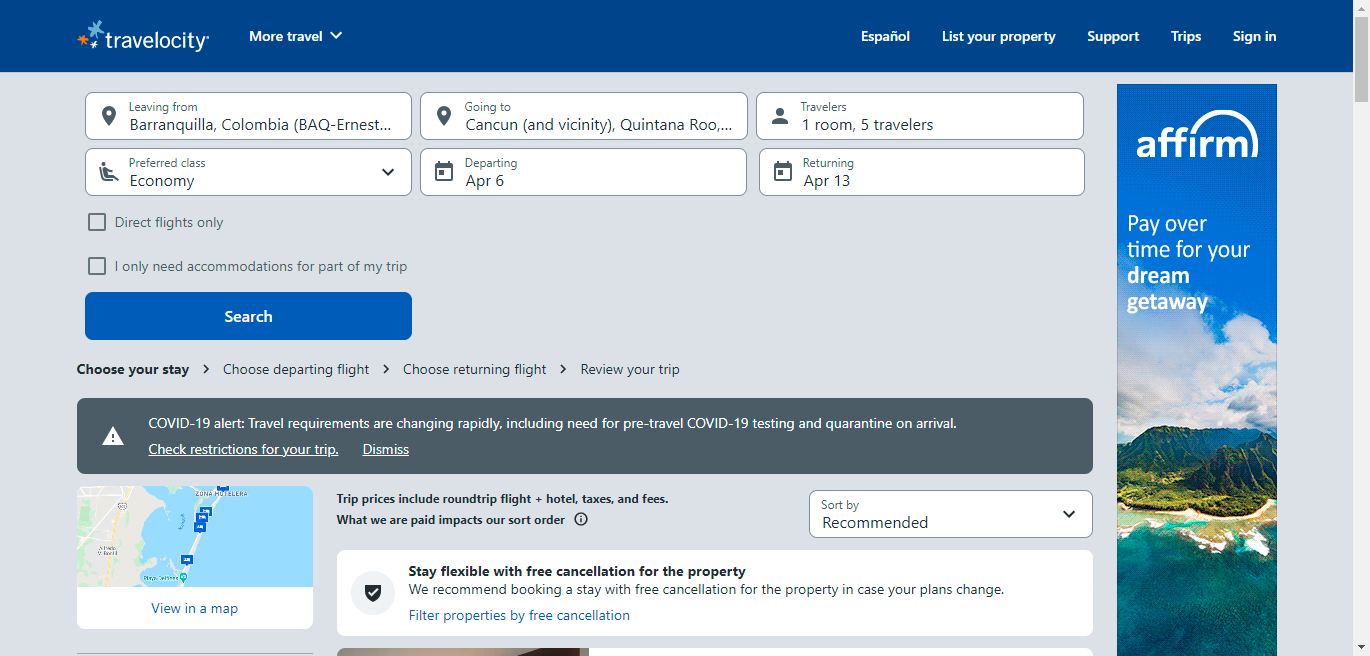 travelocity
More travel
Español
List your property
Support
Trips
Sign in
Leaving from
Barranquilla, Colombia (BAQ-Ernest...
Going to
Cancun (and vicinity), Quintana Roo,...
Travelers
1 room, 5 travelers
Preferred class
Economy
Departing
Apr 6
Returning
Apr 13
Direct flights only
I only need accommodations for part of my trip
Search
Choose your stay
Choose departing flight
Choose returning flight
Review your trip
COVID-19 alert: Travel requirements are changing rapidly, including need for pre-travel COVID-19 testing and quarantine on arrival.
Check restrictions for your trip.
Dismiss
ZONA HOTELERA
Alfredo
V. Bonfil
Playa Delfines
View in a map
Trip prices include roundtrip flight + hotel, taxes, and fees.
What we are paid impacts our sort order
Sort by
Recommended
Stay flexible with free cancellation for the property
We recommend booking a stay with free cancellation for the property in case your plans change.
Filter properties by free cancellation
affirm
Pay over
time for your
dream
getaway